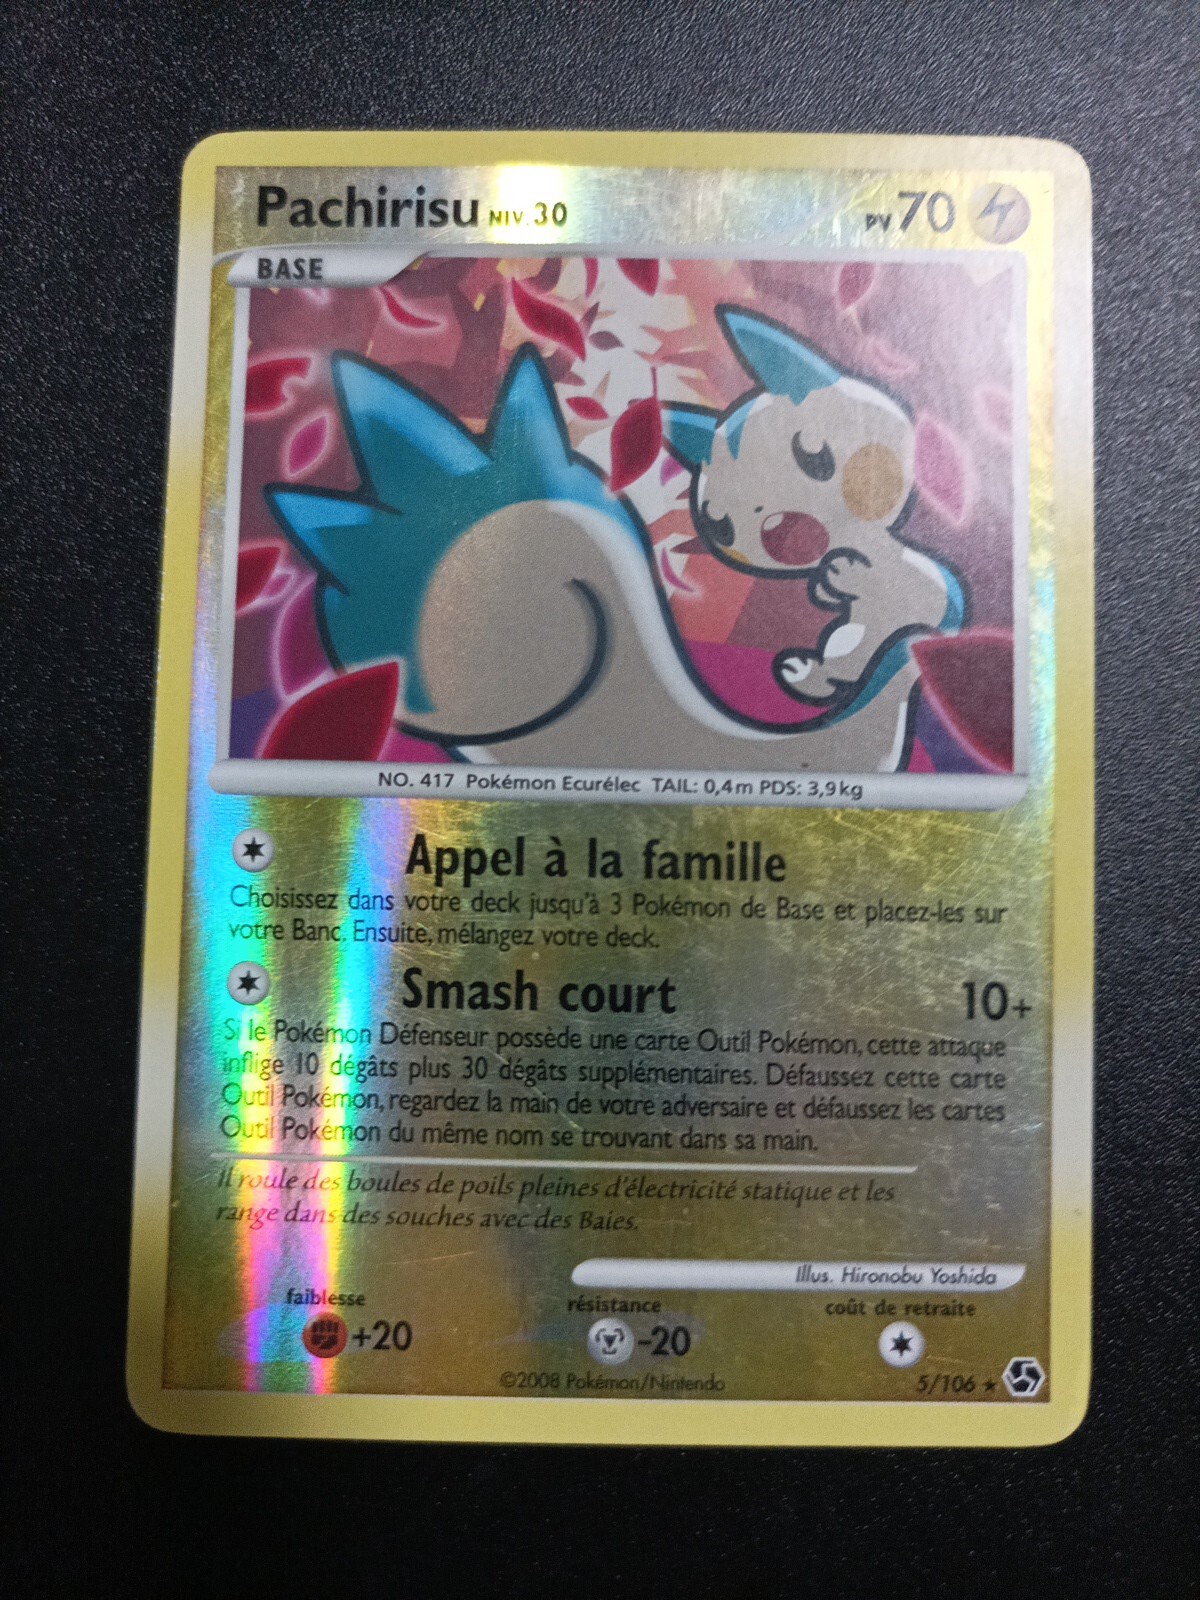 Pachirisu NIV. 30 PV 70
BASE
NO. 417 Pokémon Ecurélec TAIL: 0,4m PDS: 3,9kg
Appel à la famille
Choisissez dans votre deck jusqu'à 3 Pokémon de Base et placez-les sur
votre Banc. Ensuite, mélangez votre deck.
Smash court 10+
Si le Pokémon Défenseur possède une carte Outil Pokémon, cette attaque
inflige 10 dégâts plus 30 dégâts supplémentaires. Défaussez cette carte
Outil Pokémon, regardez la main de votre adversaire et défaussez les cartes
Outil Pokémon du même nom se trouvant dans sa main.
Il roule des boules de poils pleines d'électricité statique et les
range dans des souches avec des Baies.
Illus. Hironobu Yoshida
faiblesse résistance coût de retraite
+20 -20
©2008 Pokémon/Nintendo 5/106 ★